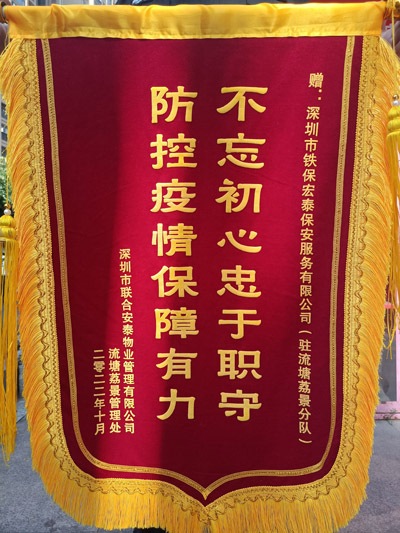 赠：深圳市铁保宏泰保安服务有限公司（驻流塘荔景分队）
不忘初心忠于职守
防控疫情保障有力
深圳市联合安泰物业管理有限公司
流塘荔景管理处
二零二二年十月